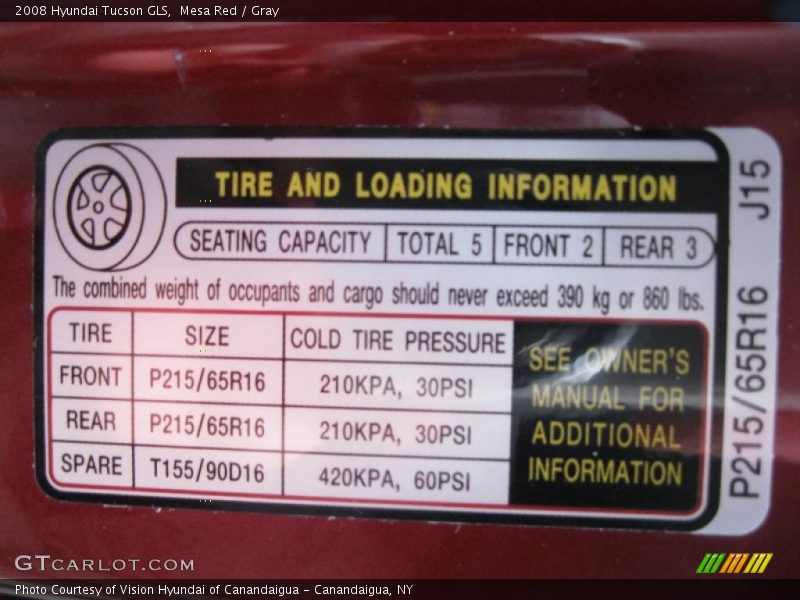 2008 Hyundai Tucson GLS,  Mesa Red / Gray
TIRE AND LOADING INFORMATION
SEATING CAPACITY TOTAL 5 FRONT 2 REAR 3
The combined weight of occupants and cargo should never exceed 390 kg or 860 lbs.
TIRE SIZE COLD TIRE PRESSURE
FRONT P215/65R16 210KPA, 30PSI
REAR P215/65R16 210KPA, 30PSI
SPARE T155/90D16 420KPA, 60PSI
SEE OWNER'S
MANUAL FOR
ADDITIONAL
INFORMATION
P215/65R16 J15
GTCARLOT.COM
Photo Courtesy of Vision Hyundai of Canandaigua - Canandaigua, NY